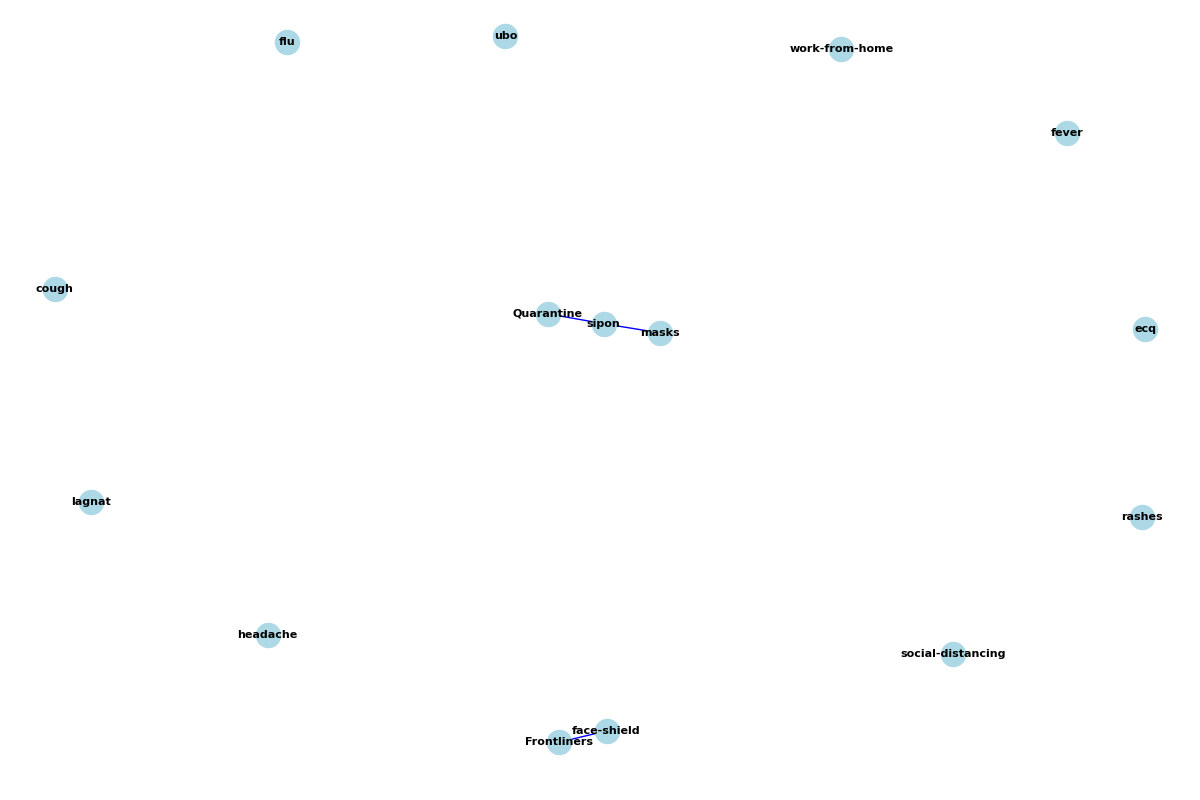 flu
ubo
work-from-home
fever
cough
Quarantine
sipon
masks
ecq
lagnat
rashes
headache
social-distancing
face-shield
Frontliners